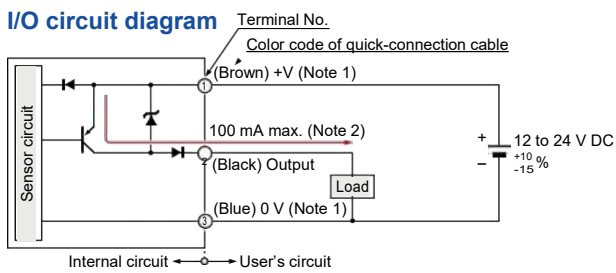 I/O circuit diagram
Terminal No.
Color code of quick-connection cable
(Brown) +V (Note 1)
1
Sensor circuit
100 mA max. (Note 2)
+
12 to 24 V DC
+10
-15 %
−
2
(Black) Output
Load
(Blue) 0 V (Note 1)
3
Internal circuit
User's circuit